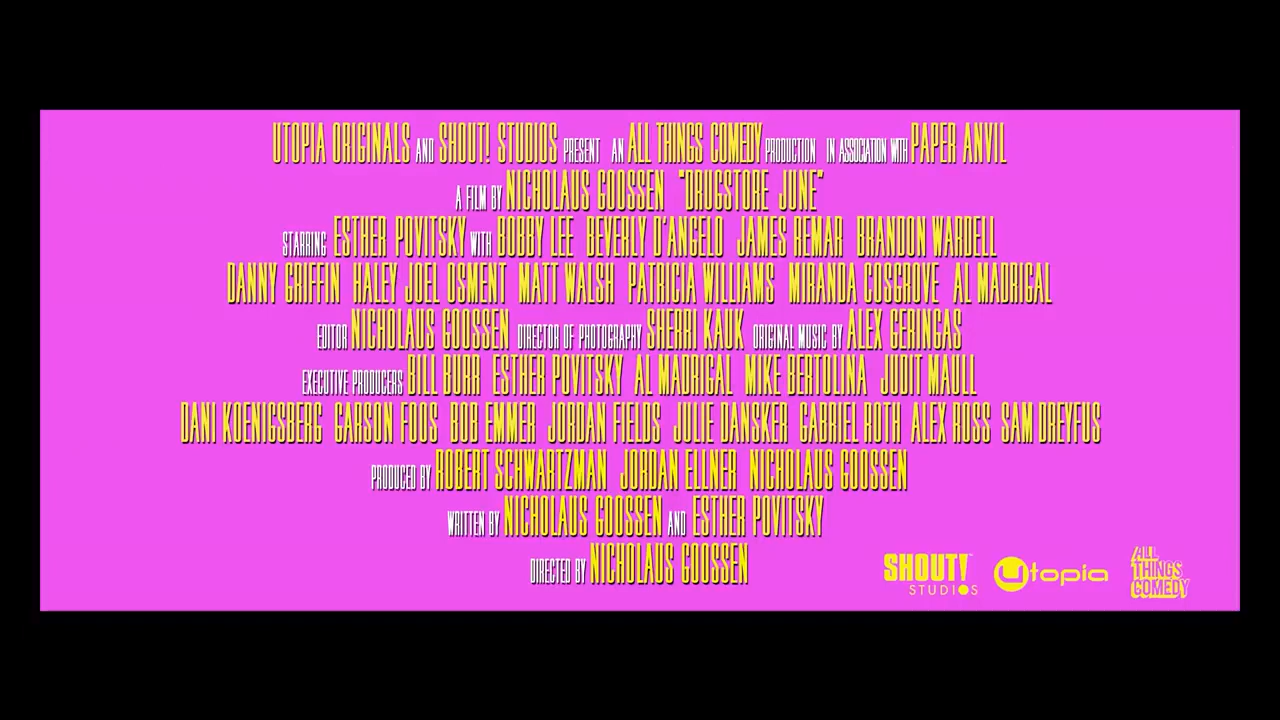 UTOPIA ORIGINALS AND SHOUT! STUDIOS PRESENT AN ALL THINGS COMEDY PRODUCTION IN ASSOCIATION WITH PAPER ANVIL
A FILM BY NICHOLAUS GOOSSEN "DRUGSTORE JUNE"
STARRING ESTHER POVITSKY WITH BOBBY LEE BEVERLY D'ANGELO JAMES REMAR BRANDON WARDELL
DANNY GRIFFIN HALEY JOEL OSMENT MATT WALSH PATRICIA WILLIAMS MIRANDA COSGROVE AL MADRIGAL
EDITOR NICHOLAUS GOOSSEN DIRECTOR OF PHOTOGRAPHY SHERRI KAUK ORIGINAL MUSIC BY ALEX GERINGAS
EXECUTIVE PRODUCERS BILL BURR ESTHER POVITSKY AL MADRIGAL MIKE BERTOLINA JUDIT MAULL
DANI KOENIGSBERG GARSON FOOS BOB EMMER JORDAN FIELDS JULIE DANSKER GABRIEL ROTH ALEX ROSS SAM DREYFUS
PRODUCED BY ROBERT SCHWARTZMAN JORDAN ELLNER NICHOLAUS GOOSSEN
WRITTEN BY NICHOLAUS GOOSSEN AND ESTHER POVITSKY
DIRECTED BY NICHOLAUS GOOSSEN
SHOUT!™
STUDIOS
utopia
ALL
THINGS
COMEDY